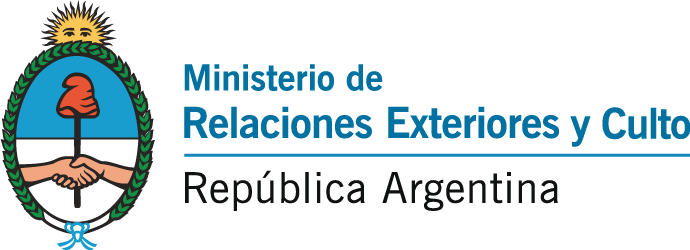 Ministerio de
Relaciones Exteriores y Culto
República Argentina